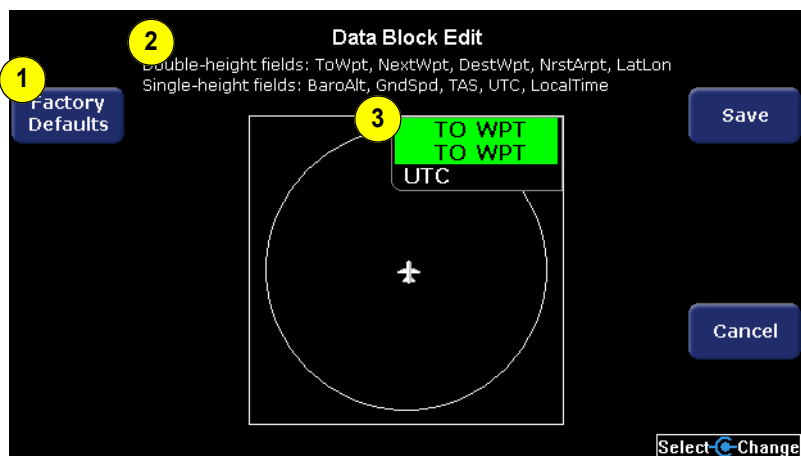 Data Block Edit
2
Double-height fields: ToWpt, NextWpt, DestWpt, NrstArpt, LatLon
Single-height fields: BaroAlt, GndSpd, TAS, UTC, LocalTime
1
Factory
Defaults
Save
3
TO WPT
TO WPT
UTC
Cancel
Select Change